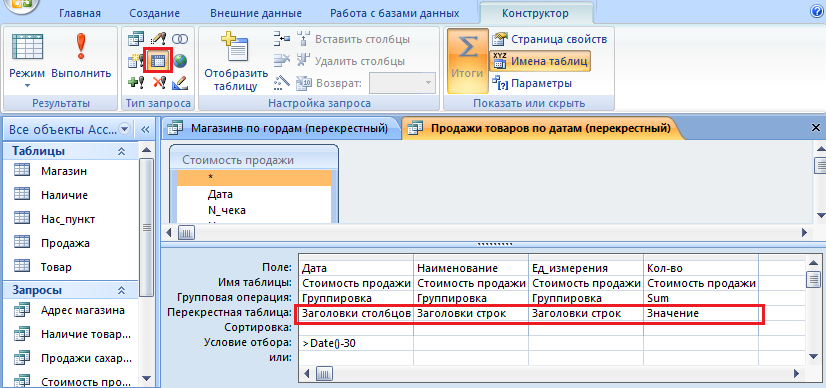 Главная Создание Внешние данные Работа с базами данных Конструктор
Режим Выполнить
Отобразить таблицу
Вставить столбцы
Удалить столбцы
Возврат:
Σ Итоги
Страница свойств
XYZ Имена таблиц
[?] Параметры
Результаты Тип запроса Настройка запроса Показать или скрыть
Все объекты Acc... «
Магазинв по гордам (перекрестный) Продажи товаров по датам (перекрестный)
Таблицы
Магазин
Наличие
Нас_пункт
Продажа
Товар
Запросы
Адрес магазина
Наличие товар...
Продажи сахар...
Стоимость про...
Стоимость продажи
*
Дата
N_чека
Поле: Дата Наименование Ед_измерения Кол-во
Имя таблицы: Стоимость продажи Стоимость продажи Стоимость продажи Стоимость продажи
Групповая операция: Группировка Группировка Группировка Sum
Перекрестная таблица: Заголовки столбцов Заголовки строк Заголовки строк Значение
Сортировка:
Условие отбора: >Date()-30
или: